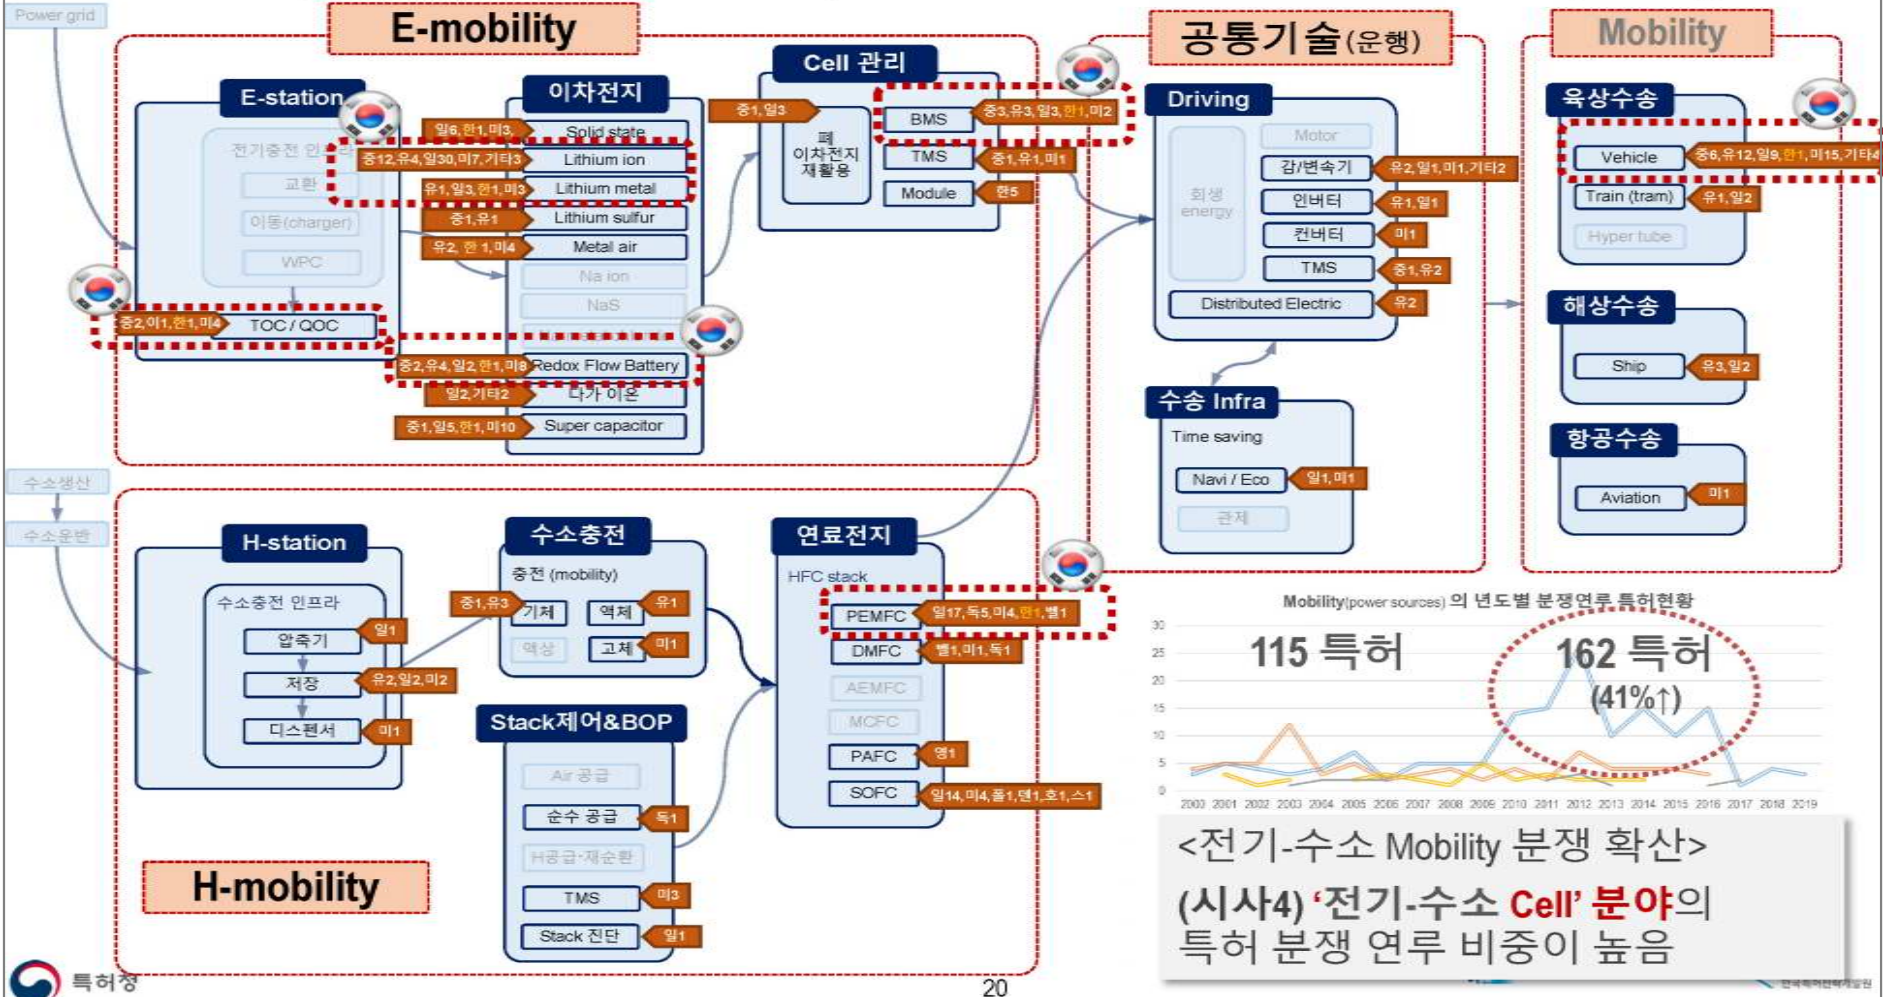 Power grid
E-mobility
E-station
전기충전 인프라
교환
이동(charger)
WPC
중2,이1,한1,미4
TOC / QOC
이차전지
일6,한1,미3,
Solid state
중12,유4,일30,미7,기타3
Lithium ion
유1,일3,한1,미3
Lithium metal
중1,유1
Lithium sulfur
유2, 한1,미4
Metal air
Na ion
NaS
중2,유4,일2,한1,미8
Redox Flow Battery
일2,기타2
다가 이온
중1,일5,한1,미10
Super capacitor
Cell 관리
중1,일3
폐
이차전지
재활용
BMS
중3,유3,일3,한1,미2
TMS
중1,유1,미1
Module
한5
공통기술(운행)
Driving
회생
energy
Motor
감/변속기
유2,일1,미1,기타2
인버터
유1,일1
컨버터
미1
TMS
중1,유2
Distributed Electric
유2
수송 Infra
Time saving
Navi / Eco
일1,미1
관제
Mobility
육상수송
Vehicle
중6,유12,일9,한1,미15,기타4
Train (tram)
유1,일2
Hyper tube
해상수송
Ship
유3,일2
항공수송
Aviation
미1
수소생산
수소운반
H-station
수소충전 인프라
압축기
일1
저장
유2,일2,미2
디스펜서
미1
H-mobility
수소충전
충전 (mobility)
중1,유3
기체
액체
유1
액상
고체
미1
Stack제어&BOP
Air 공급
순수 공급
독1
H공급·재순환
TMS
미3
Stack 진단
일1
연료전지
HFC stack
PEMFC
일17,독5,미4,한1,벨1
DMFC
벨1,미1,독1
AEMFC
MCFC
PAFC
영1
SOFC
일14,미4,폴1,덴1,호1,스1
Mobility(power sources) 의 년도별 분쟁연루 특허현황
115 특허
162 특허
(41%↑)
30
25
20
15
10
5
0
2000 2001 2002 2003 2004 2005 2006 2007 2008 2009 2010 2011 2012 2013 2014 2015 2016 2017 2018 2019
<전기-수소 Mobility 분쟁 확산>
(시사4) ‘전기-수소 Cell’ 분야의
특허 분쟁 연루 비중이 높음
특허청
20
한국특허전략개발원